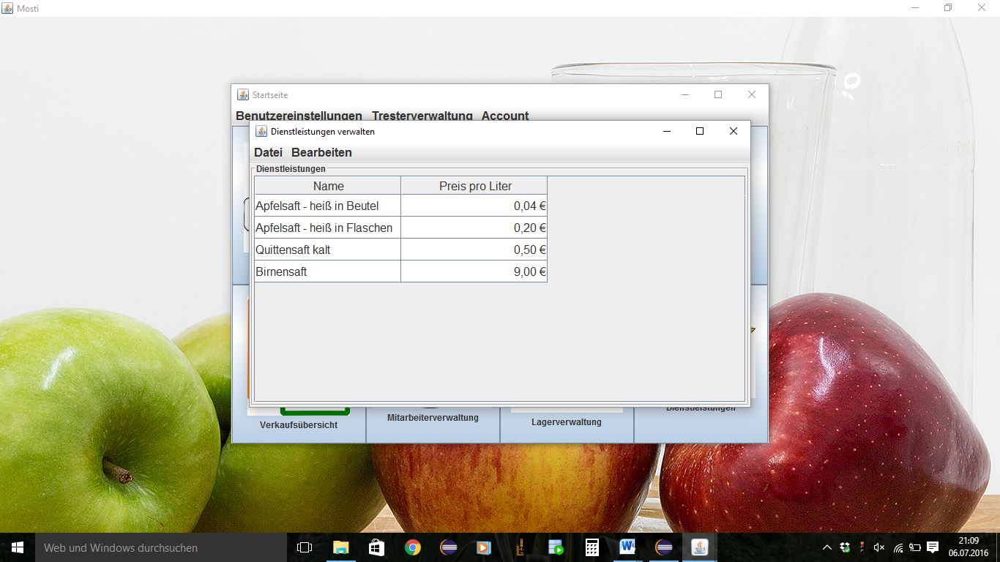 Mosti
Startseite
Benutzereinstellungen Tresterverwaltung Account
Dienstleistungen verwalten
Datei Bearbeiten
Dienstleistungen
Name Preis pro Liter
Apfelsaft - heiß in Beutel 0,04 €
Apfelsaft - heiß in Flaschen 0,20 €
Quittensaft kalt 0,50 €
Birnensaft 9,00 €
Verkaufsübersicht Mitarbeiterverwaltung Lagerverwaltung Dienstleistungen
Web und Windows durchsuchen
21:09
06.07.2016